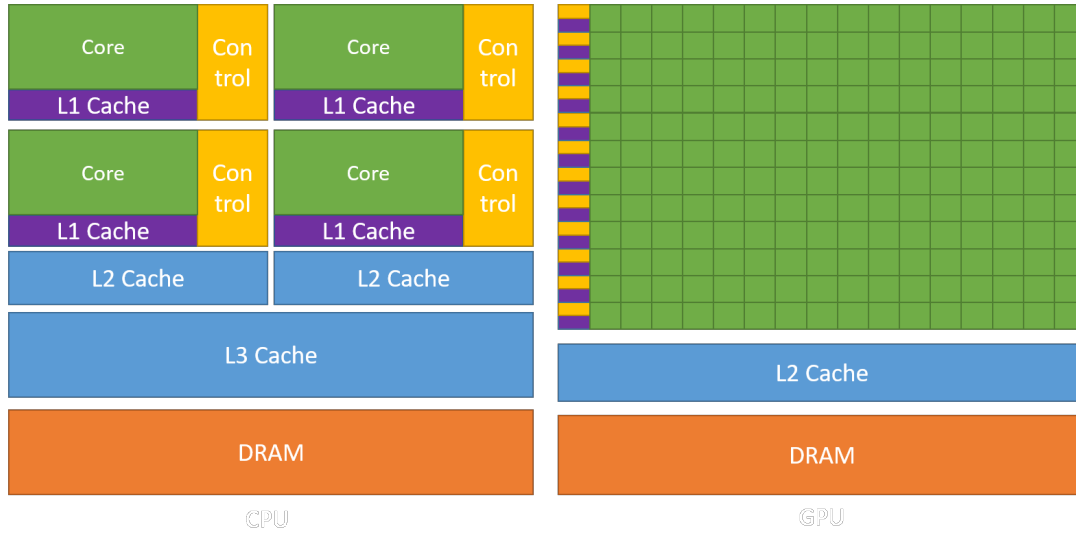 Core
Con
trol
L1 Cache
Core
Con
trol
L1 Cache
Core
Con
trol
L1 Cache
Core
Con
trol
L1 Cache
L2 Cache
L2 Cache
L3 Cache
DRAM
CPU
L2 Cache
DRAM
GPU